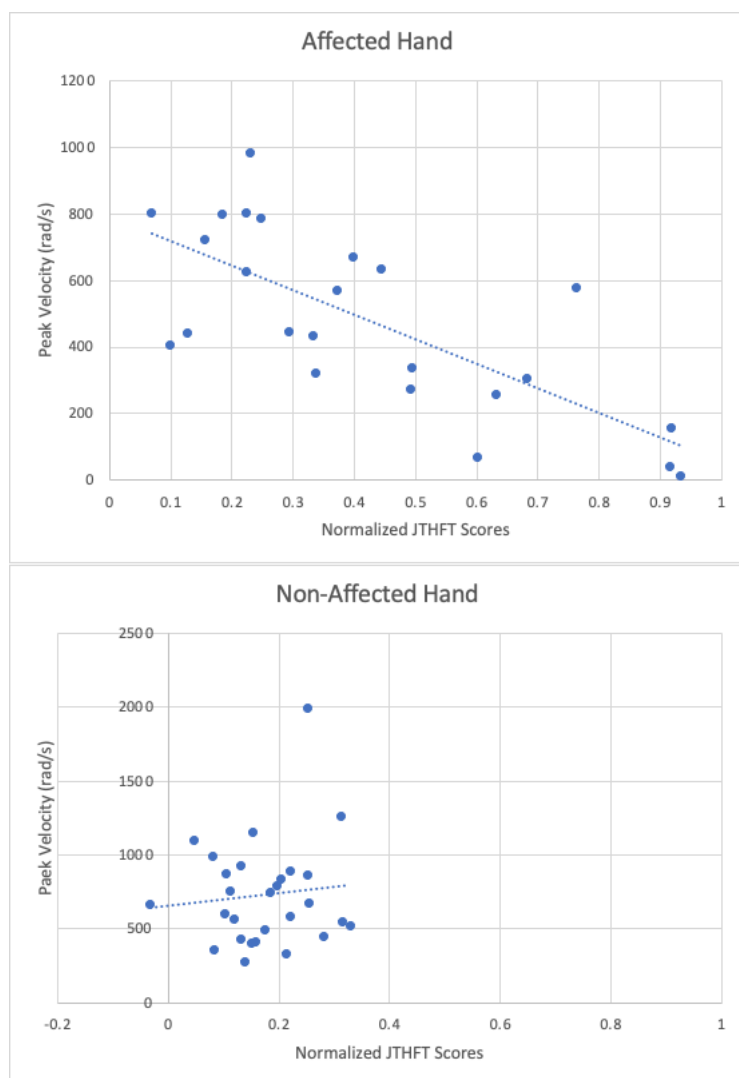 Affected Hand
1200
1000
800
600
400
200
0
Peak Velocity (rad/s)
0 0.1 0.2 0.3 0.4 0.5 0.6 0.7 0.8 0.9 1
Normalized JTHFT Scores
Non-Affected Hand
2500
2000
1500
1000
500
0
Paek Velocity (rad/s)
-0.2 0 0.2 0.4 0.6 0.8 1
Normalized JTHFT Scores